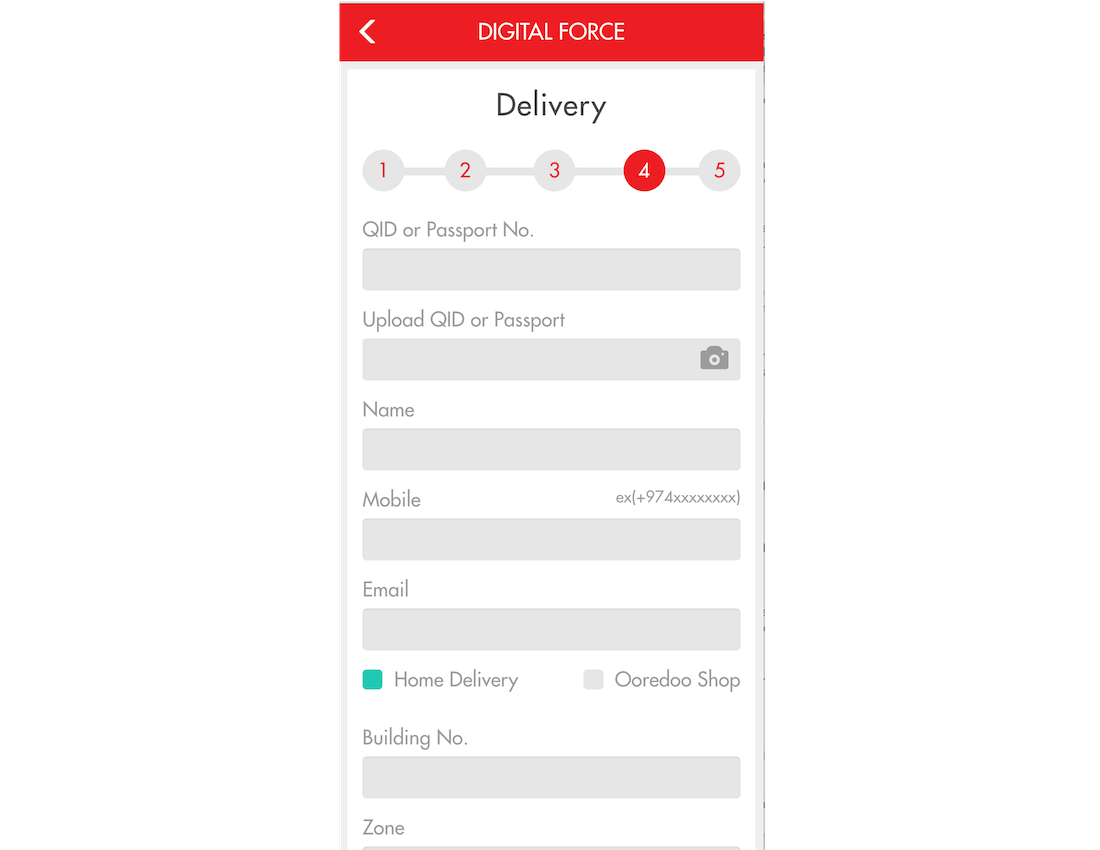 DIGITAL FORCE
Delivery
1 2 3 4 5
QID or Passport No.
Upload QID or Passport
Name
Mobile ex(+974xxxxxxxx)
Email
Home Delivery Ooredoo Shop
Building No.
Zone